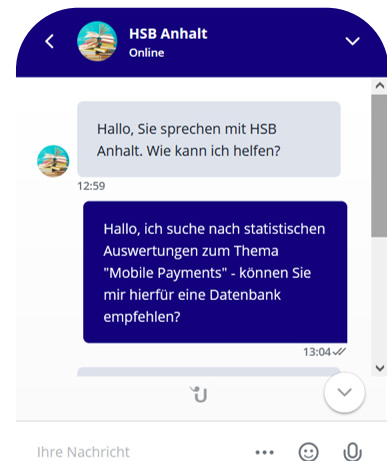 HSB Anhalt
Online
Hallo, Sie sprechen mit HSB
Anhalt. Wie kann ich helfen?
12:59
Hallo, ich suche nach statistischen
Auswertungen zum Thema
"Mobile Payments" - können Sie
mir hierfür eine Datenbank
empfehlen?
13:04
Ihre Nachricht